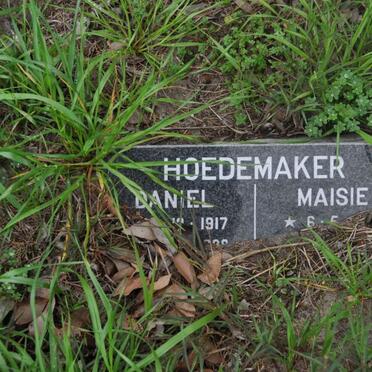 HOEDEMAKER
DANIEL MAISIE
1917 ★ 6.5